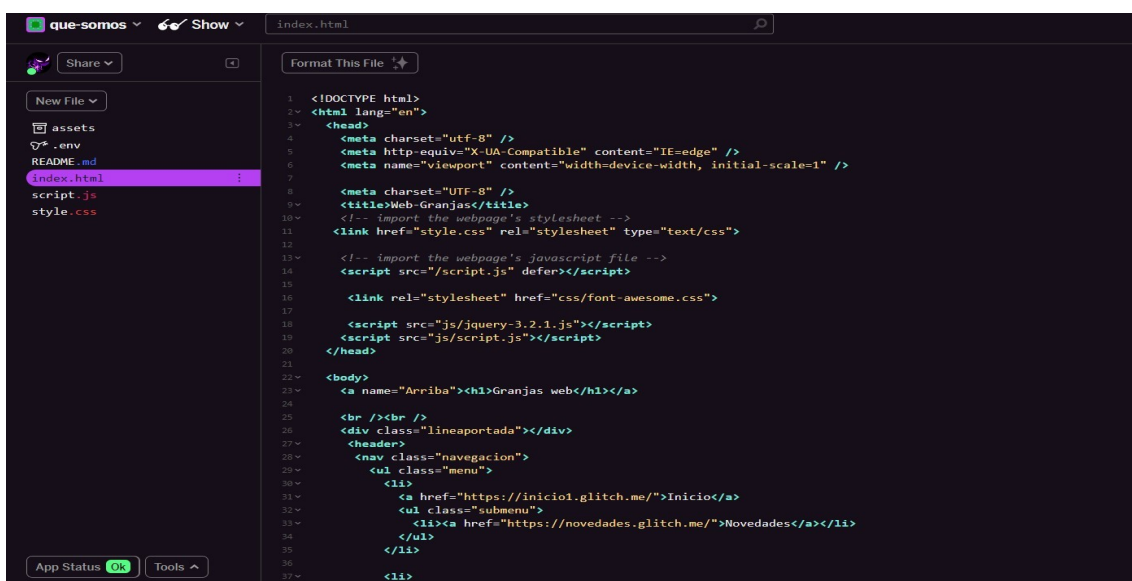 que-somos
Show
index.html
Share
Format This File
New File
assets
.env
README.md
index.html
script.js
style.css
1 <!DOCTYPE html>
2 <html lang="en">
3 <head>
4 <meta charset="utf-8" />
5 <meta http-equiv="X-UA-Compatible" content="IE=edge" />
6 <meta name="viewport" content="width=device-width, initial-scale=1" />
7
8 <meta charset="UTF-8" />
9 <title>Web-Granjas</title>
10 <!-- import the webpage's stylesheet -->
11 <link href="style.css" rel="stylesheet" type="text/css">
12
13 <!-- import the webpage's javascript file -->
14 <script src="/script.js" defer></script>
15
16 <link rel="stylesheet" href="css/font-awesome.css">
17
18 <script src="js/jquery-3.2.1.js"></script>
19 <script src="js/script.js"></script>
20 </head>
21
22 <body>
23 <a name="Arriba"><h1>Granjas web</h1></a>
24
25 <br /><br />
26 <div class="lineaportada"></div>
27 <header>
28 <nav class="navegacion">
29 <ul class="menu">
30 <li>
31 <a href="https://inicio1.glitch.me/">Inicio</a>
32 <ul class="submenu">
33 <li><a href="https://novedades.glitch.me/">Novedades</a></li>
34 </ul>
35 </li>
36
37 <li>
App Status Ok Tools